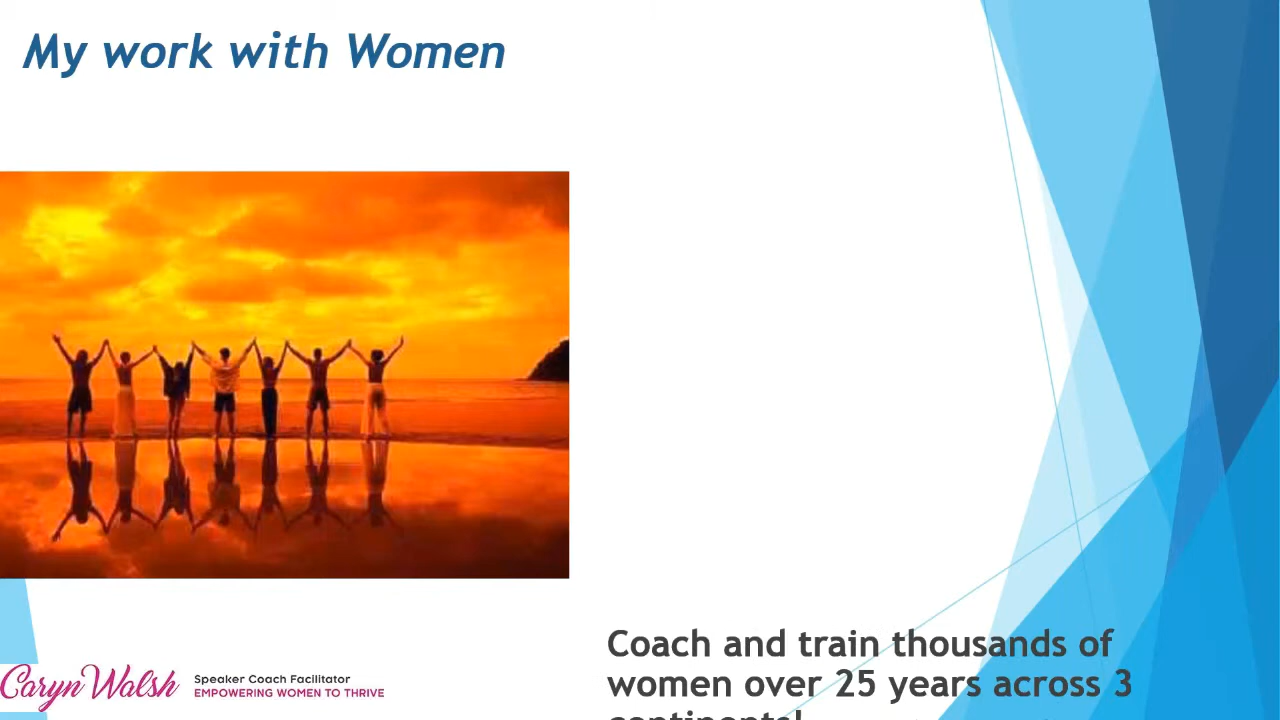 My work with Women
Coach and train thousands of
women over 25 years across 3
continents!
Caryn Walsh
Speaker Coach Facilitator
EMPOWERING WOMEN TO THRIVE